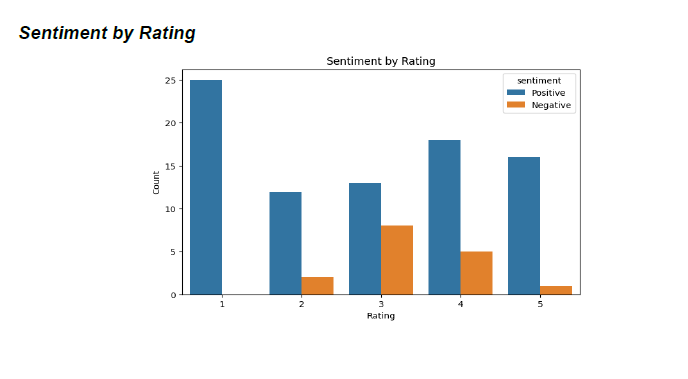 Sentiment by Rating
Sentiment by Rating
sentiment
Positive
Negative
25
20
15
10
5
0
Count
1 2 3 4 5
Rating